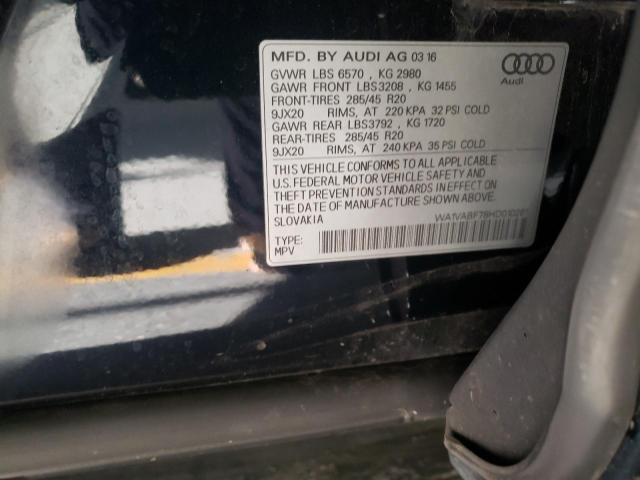 MFD. BY AUDI AG 03 16
GVWR LBS 6570 , KG 2980
GAWR FRONT LBS3208 , KG 1455
FRONT-TIRES 285/45 R20
9JX20 RIMS, AT 220 KPA 32 PSI COLD
GAWR REAR LBS3792 , KG 1720
REAR-TIRES 285/45 R20
9JX20 RIMS, AT 240 KPA 35 PSI COLD
THIS VEHICLE CONFORMS TO ALL APPLICABLE
U.S. FEDERAL MOTOR VEHICLE SAFETY AND
THEFT PREVENTION STANDARDS IN EFFECT ON
THE DATE OF MANUFACTURE SHOWN ABOVE.
SLOVAKIA
TYPE:
MPV
Audi